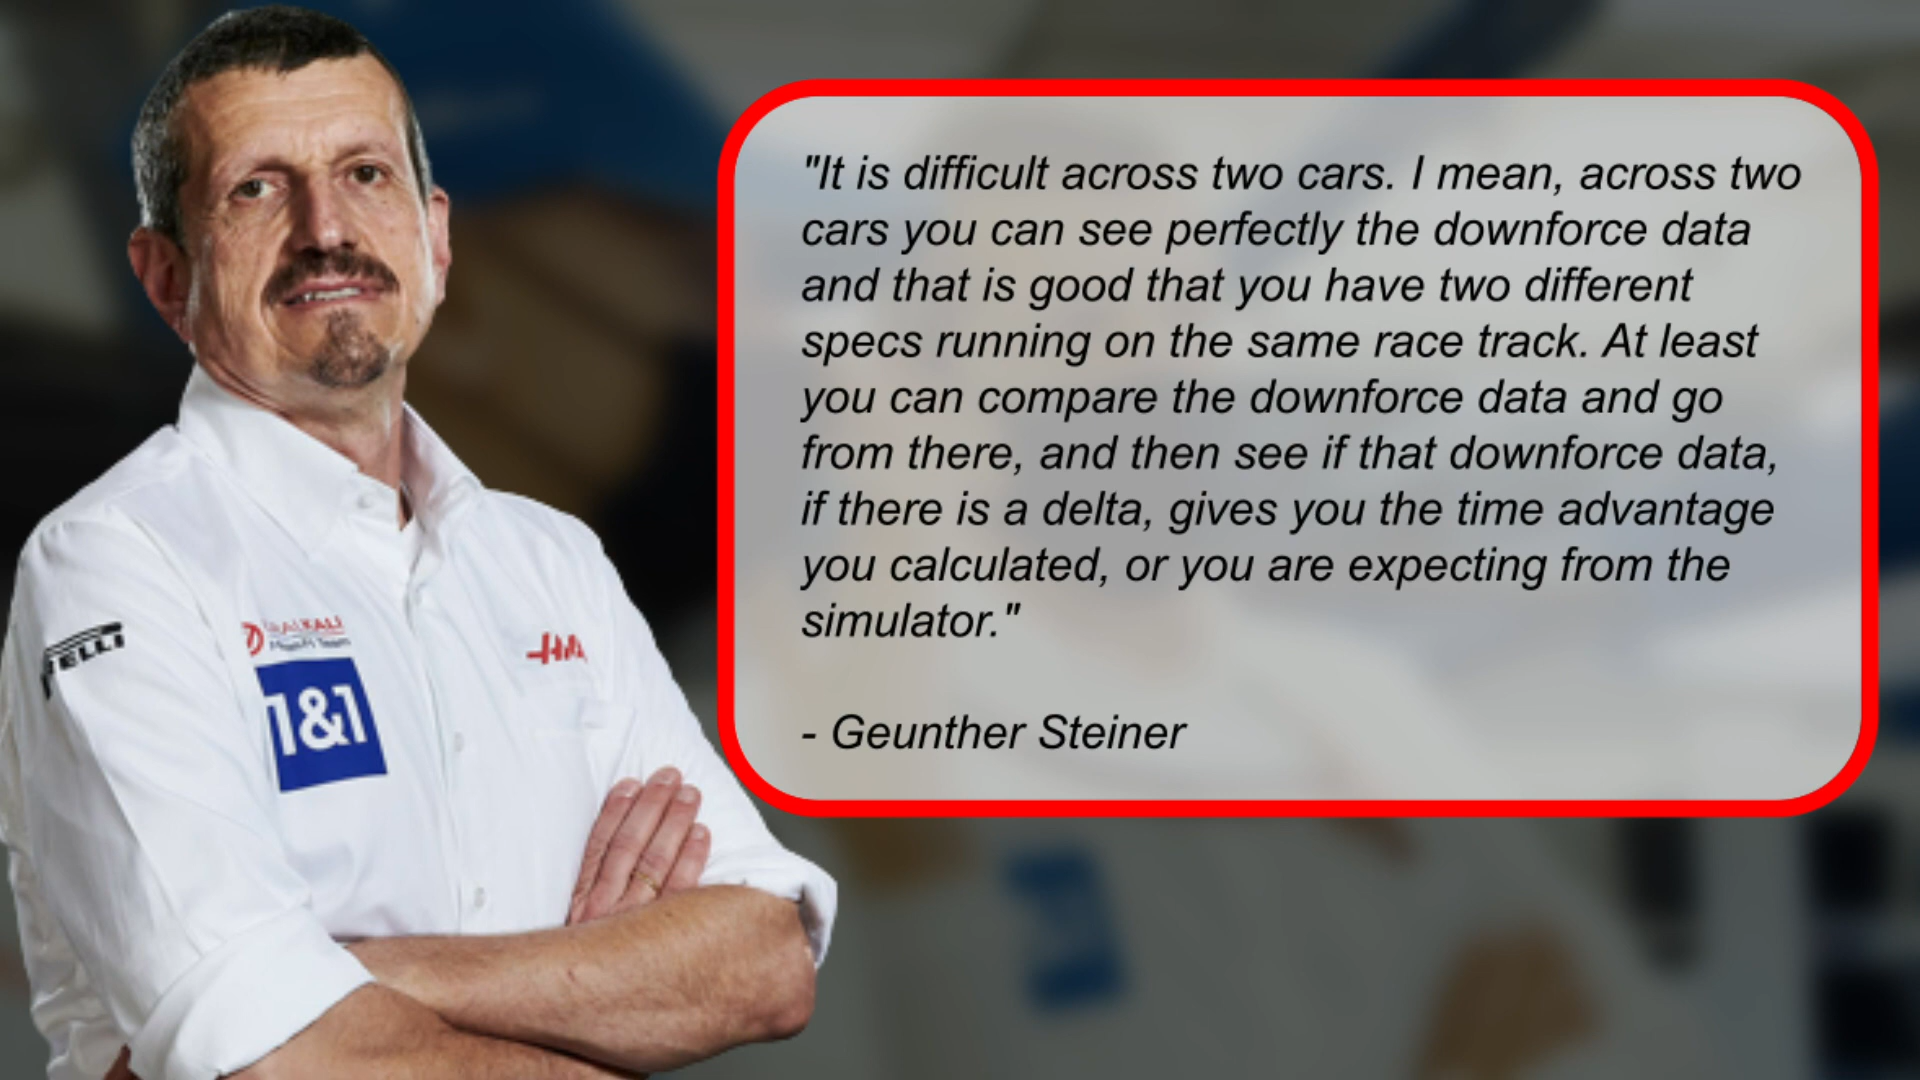 "It is difficult across two cars. I mean, across two
cars you can see perfectly the downforce data
and that is good that you have two different
specs running on the same race track. At least
you can compare the downforce data and go
from there, and then see if that downforce data,
if there is a delta, gives you the time advantage
you calculated, or you are expecting from the
simulator."
- Geunther Steiner
1&1